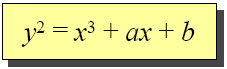 y² = x³ + ax + b